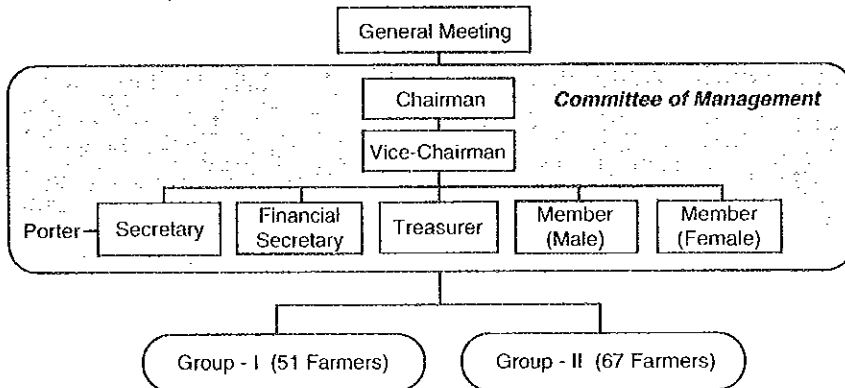 General Meeting
Chairman
Committee of Management
Vice-Chairman
Porter
Secretary
Financial
Secretary
Treasurer
Member
(Male)
Member
(Female)
Group - I (51 Farmers)
Group - II (67 Farmers)